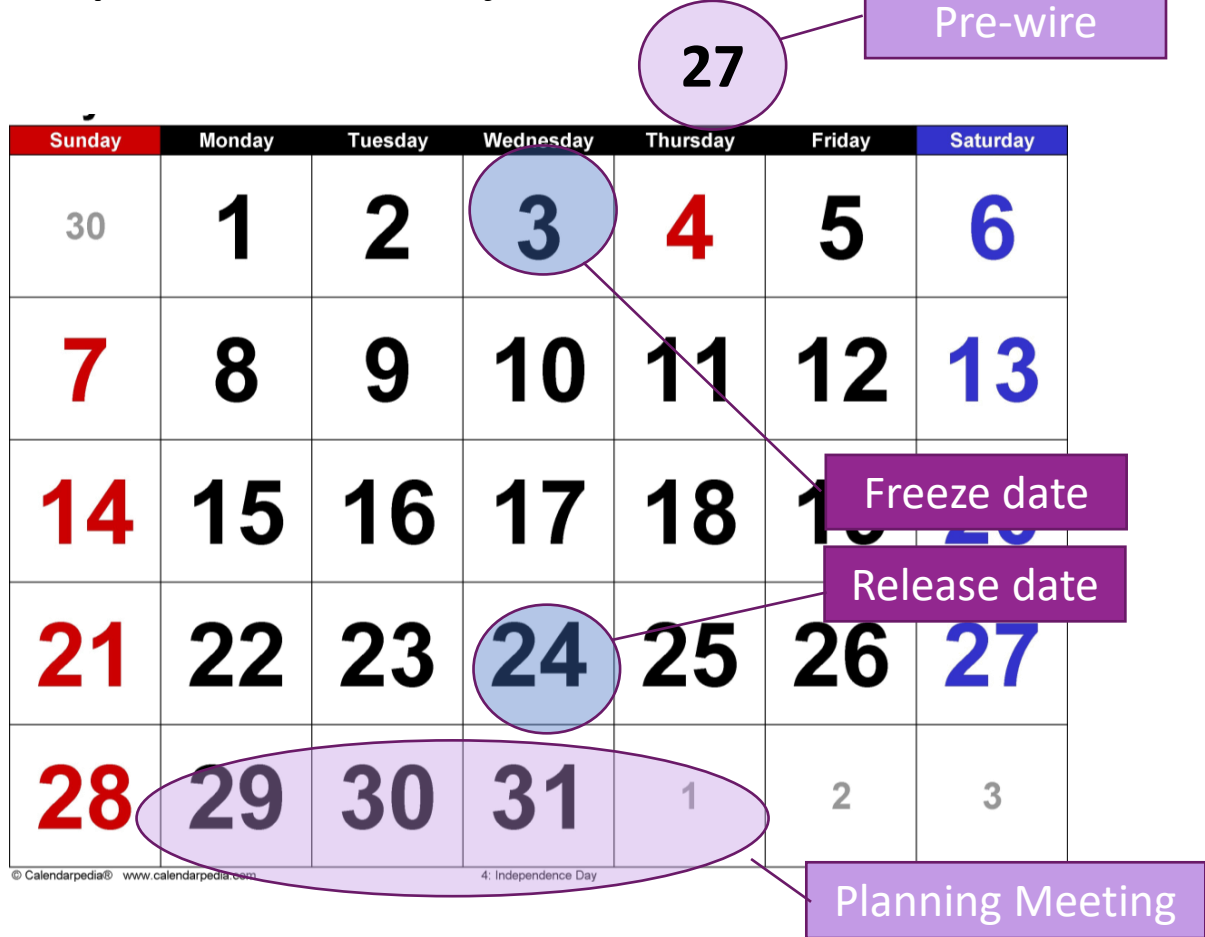 Pre-wire
27
Sunday Monday Tuesday Wednesday Thursday Friday Saturday
30 1 2 3 4 5 6
7 8 9 10 11 12 13
14 15 16 17 18
Freeze date
Release date
21 22 23 24 25 26 27
28 29 30 31 1 2 3
© Calendarpedia® www.calendarpedia.com 4: Independence Day
Planning Meeting